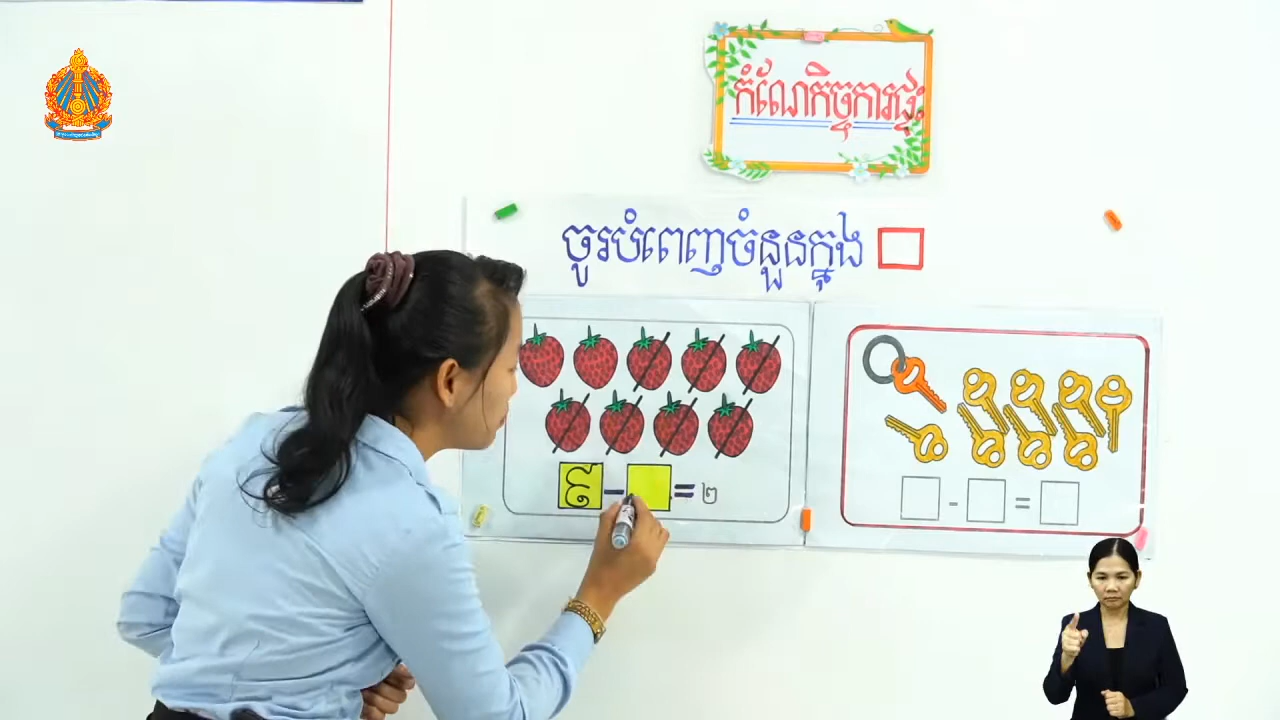 កំណែកិច្ចការផ្ទះ
ចូរបំពេញចំនួនក្នុង
៩ - = ២
- =